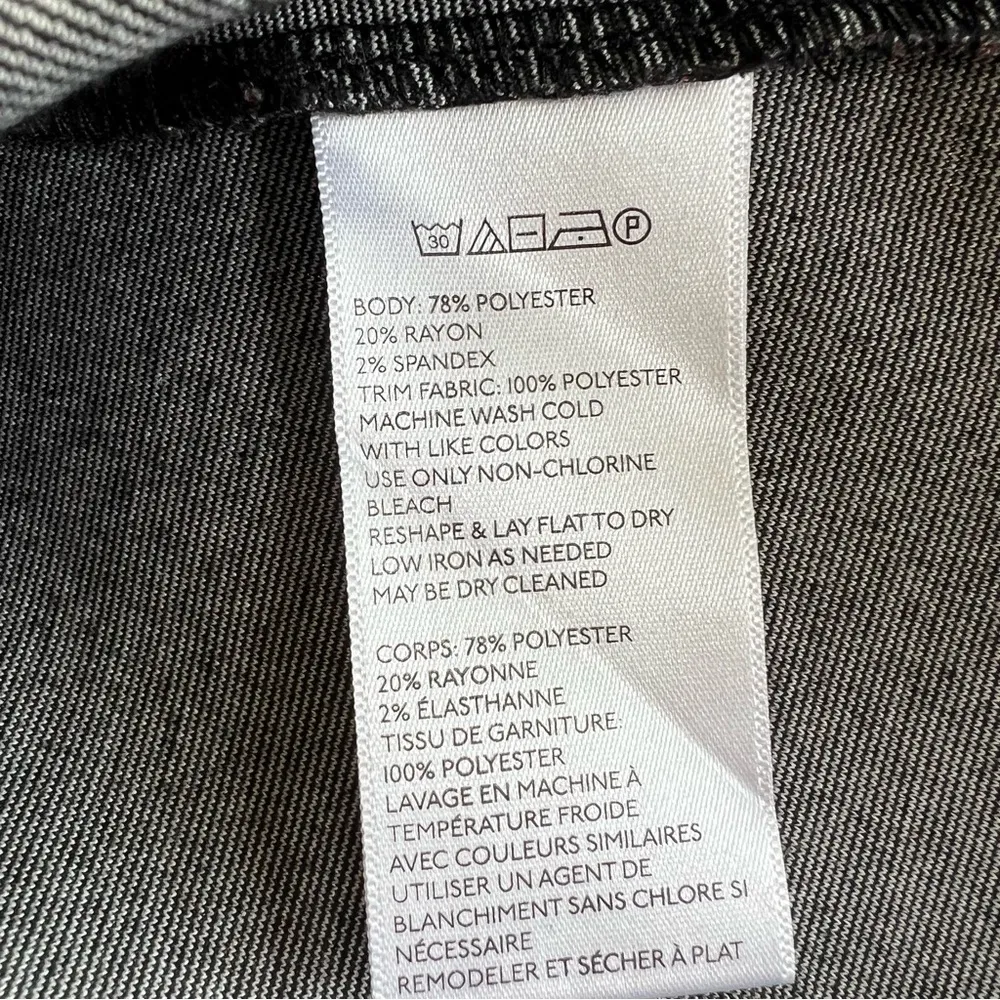 30 P
BODY: 78% POLYESTER
20% RAYON
2% SPANDEX
TRIM FABRIC: 100% POLYESTER
MACHINE WASH COLD
WITH LIKE COLORS
USE ONLY NON-CHLORINE
BLEACH
RESHAPE & LAY FLAT TO DRY
LOW IRON AS NEEDED
MAY BE DRY CLEANED
CORPS: 78% POLYESTER
20% RAYONNE
2% ÉLASTHANNE
TISSU DE GARNITURE:
100% POLYESTER
LAVAGE EN MACHINE À
TEMPÉRATURE FROIDE
AVEC COULEURS SIMILAIRES
UTILISER UN AGENT DE
BLANCHIMENT SANS CHLORE SI
NÉCESSAIRE
REMODELER ET SÉCHER À PLAT